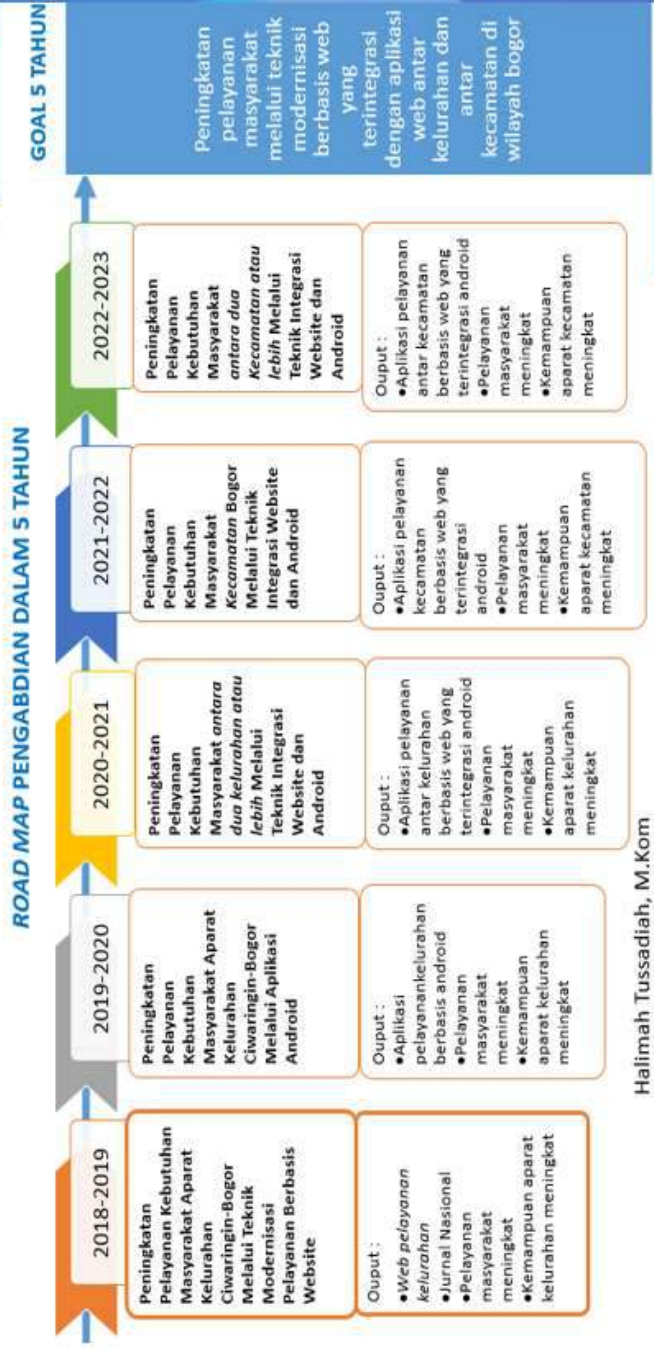 ROAD MAP PENGABDIAN DALAM 5 TAHUN
2018-2019
Peningkatan
Pelayanan Kebutuhan
Masyarakat Aparat
Kelurahan
Ciwaringin-Bogor
Melalui Teknik
Modernisasi
Pelayanan Berbasis
Website
Ouput :
•Web pelayanan
kelurahan
•Jurnal Nasional
•Pelayanan
masyarakat
meningkat
•Kemampuan aparat
kelurahan meningkat
2019-2020
Peningkatan
Pelayanan
Kebutuhan
Masyarakat Aparat
Kelurahan
Ciwaringin-Bogor
Melalui Aplikasi
Android
Ouput :
•Aplikasi
pelayanankelurahan
berbasis android
•Pelayanan
masyarakat
meningkat
•Kemampuan
aparat kelurahan
meningkat
2020-2021
Peningkatan
Pelayanan
Kebutuhan
Masyarakat antara
dua kelurahan atau
lebih Melalui
Teknik Integrasi
Website dan
Android
Ouput :
•Aplikasi pelayanan
antar kelurahan
berbasis web yang
terintegrasi android
•Pelayanan
masyarakat
meningkat
•Kemampuan
aparat kelurahan
meningkat
2021-2022
Peningkatan
Pelayanan
Kebutuhan
Masyarakat
Kecamatan Bogor
Melalui Teknik
Integrasi Website
dan Android
Ouput :
•Aplikasi pelayanan
kecamatan
berbasis web yang
terintegrasi
android
•Pelayanan
masyarakat
meningkat
•Kemampuan
aparat kecamatan
meningkat
2022-2023
Peningkatan
Pelayanan
Kebutuhan
Masyarakat
antara dua
Kecamatan atau
lebih Melalui
Teknik Integrasi
Website dan
Android
Ouput :
•Aplikasi pelayanan
antar kecamatan
berbasis web yang
terintegrasi android
•Pelayanan
masyarakat
meningkat
•Kemampuan
aparat kecamatan
meningkat
GOAL 5 TAHUN
Peningkatan
pelayanan
masyarakat
melalui teknik
modernisasi
berbasis web
yang
terintegrasi
dengan aplikasi
web antar
kelurahan dan
antar
kecamatan di
wilayah bogor
Halimah Tussadiah, M.Kom